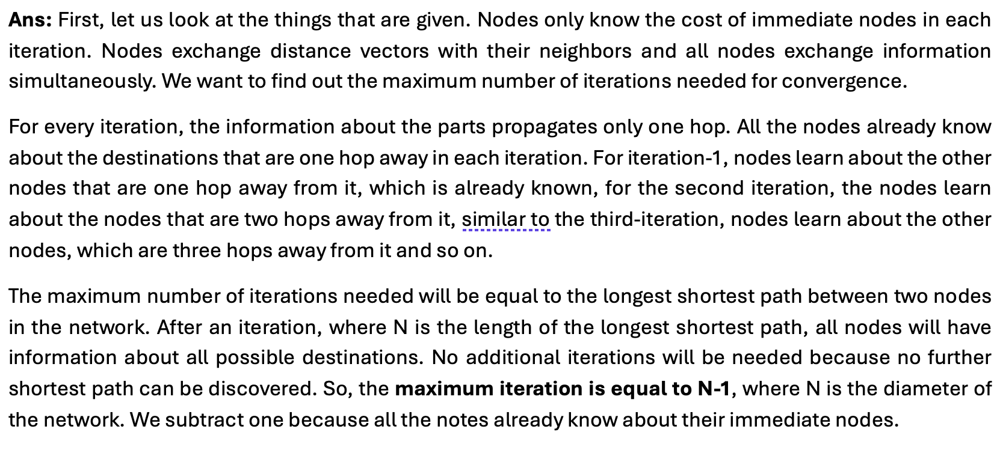 Ans: First, let us look at the things that are given. Nodes only know the cost of immediate nodes in each
iteration. Nodes exchange distance vectors with their neighbors and all nodes exchange information
simultaneously. We want to find out the maximum number of iterations needed for convergence.
For every iteration, the information about the parts propagates only one hop. All the nodes already know
about the destinations that are one hop away in each iteration. For iteration-1, nodes learn about the other
nodes that are one hop away from it, which is already known, for the second iteration, the nodes learn
about the nodes that are two hops away from it, similar to the third-iteration, nodes learn about the other
nodes, which are three hops away from it and so on.
The maximum number of iterations needed will be equal to the longest shortest path between two nodes
in the network. After an iteration, where N is the length of the longest shortest path, all nodes will have
information about all possible destinations. No additional iterations will be needed because no further
shortest path can be discovered. So, the maximum iteration is equal to N-1, where N is the diameter of
the network. We subtract one because all the notes already know about their immediate nodes.